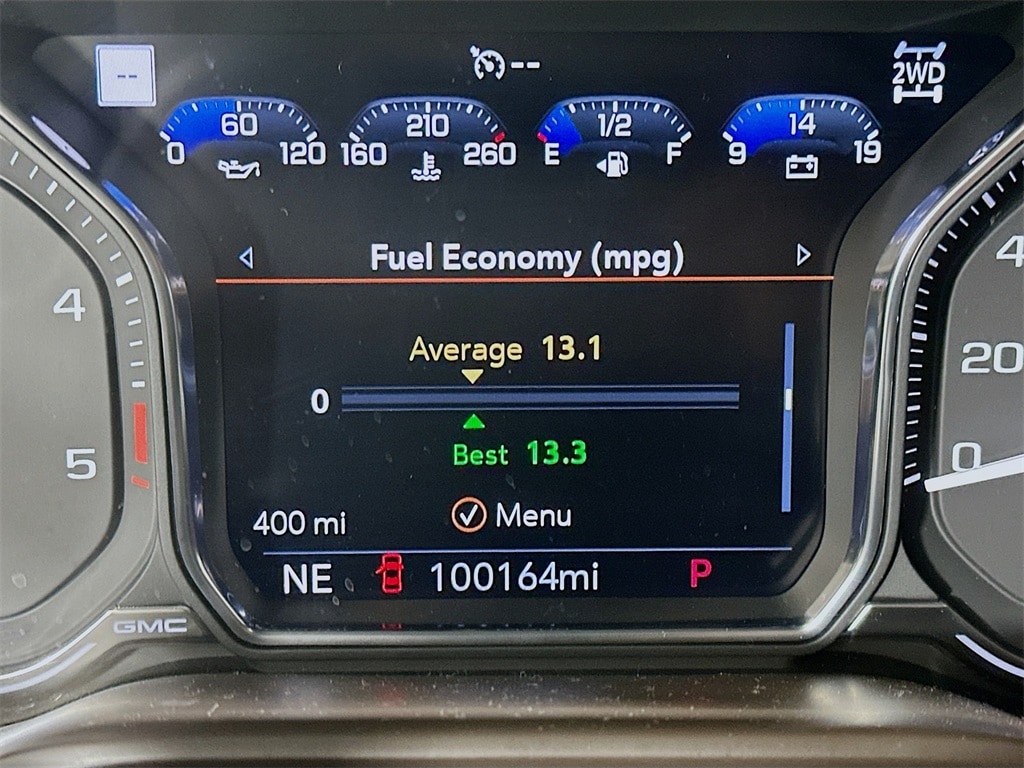 --
--
2WD
60
0 120
210
160 260
1/2
E F
14
9 19
Fuel Economy (mpg)
Average 13.1
0
Best 13.3
400 mi
Menu
NE
100164mi
P
4
5
GMC
4
20
0